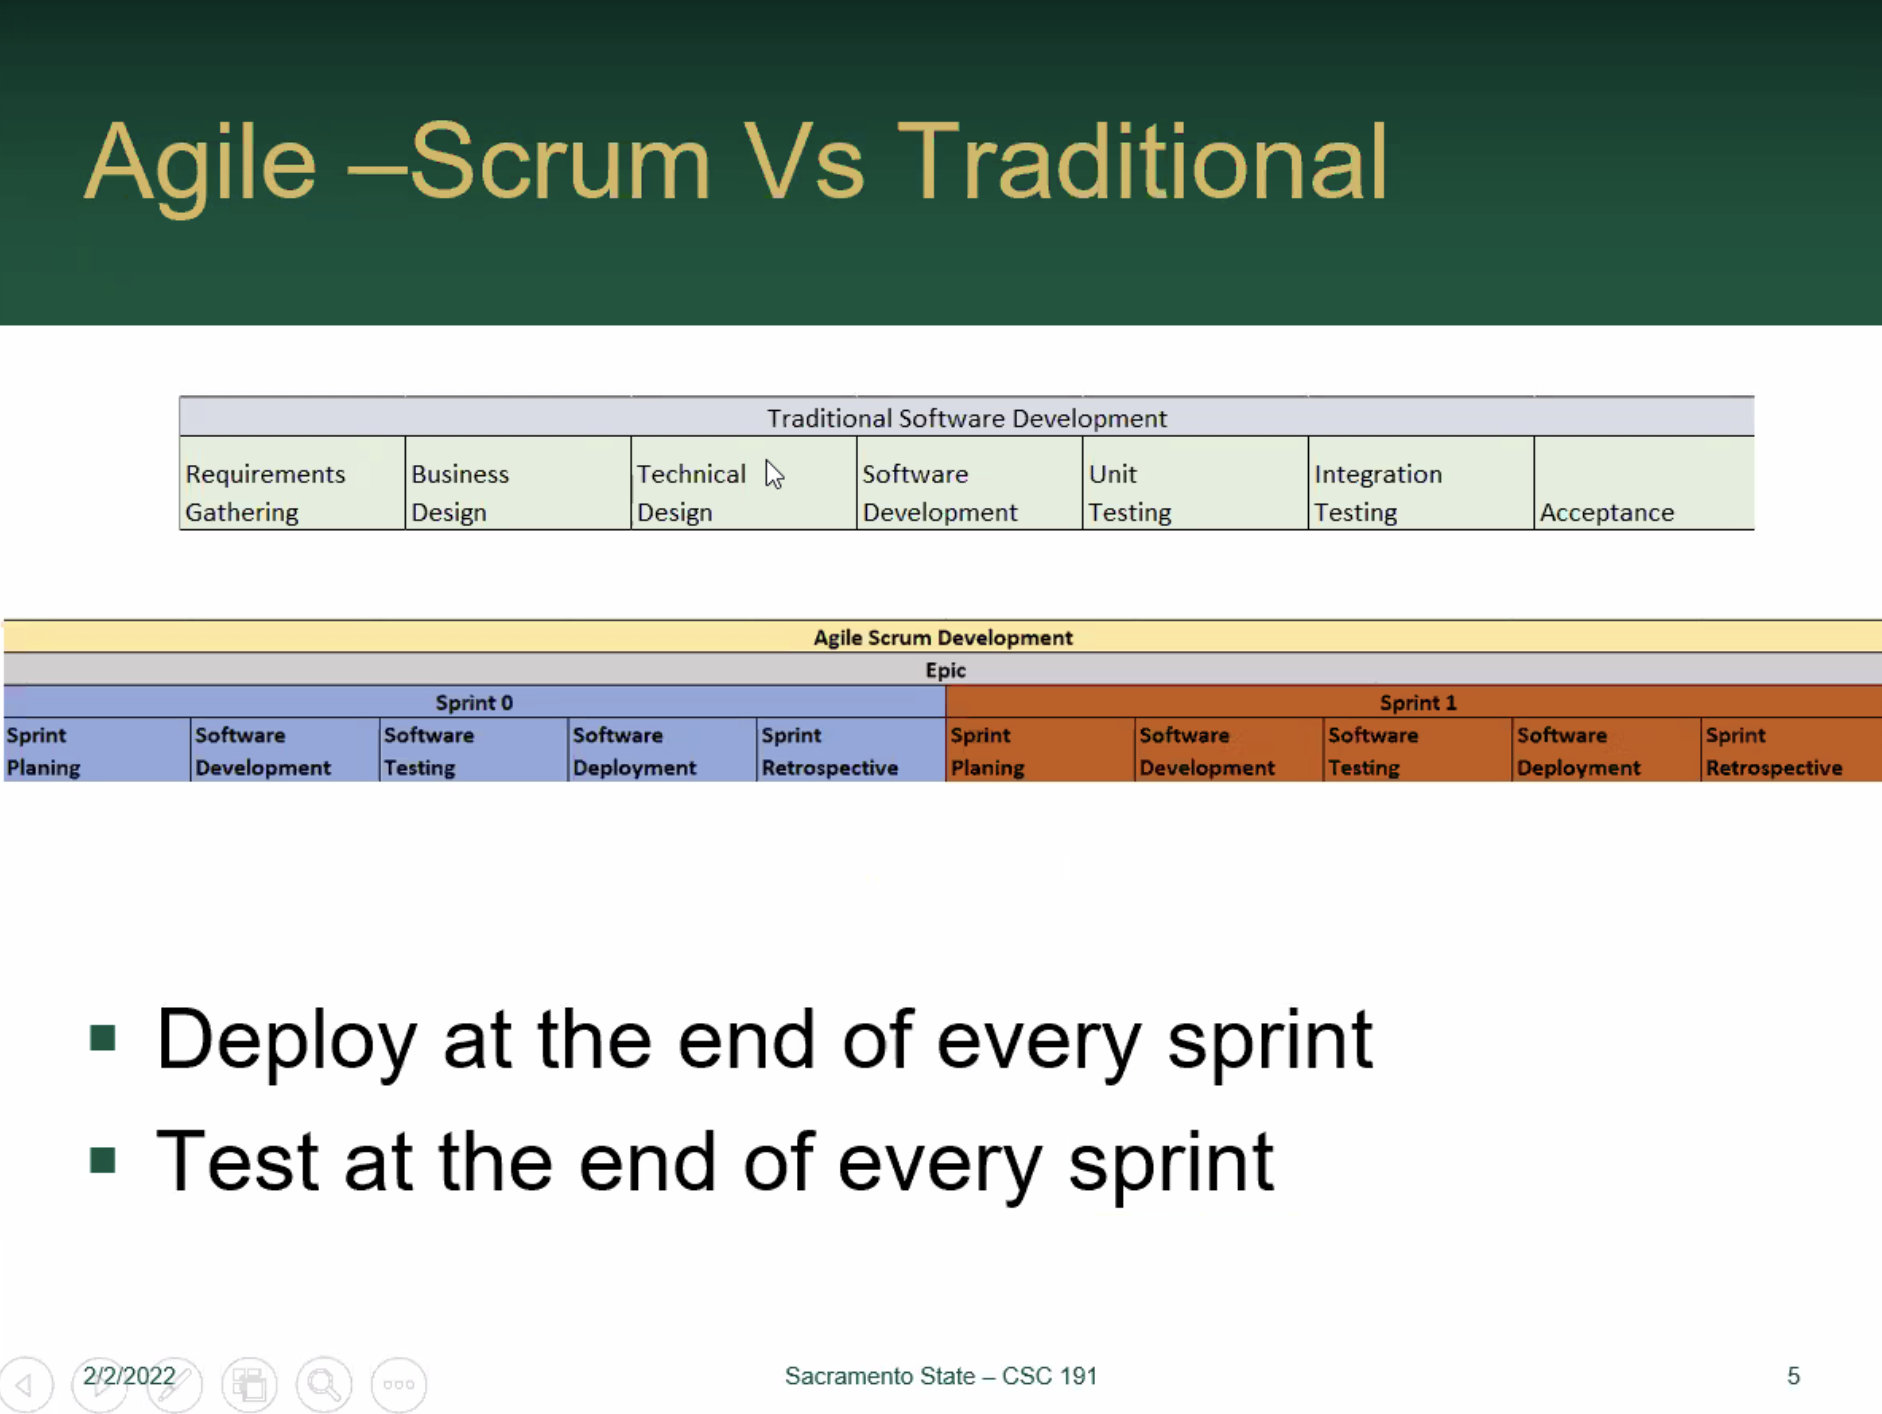 Agile –Scrum Vs Traditional
Traditional Software Development
Requirements Gathering
Business Design
Technical Design
Software Development
Unit Testing
Integration Testing
Acceptance
Agile Scrum Development
Epic
Sprint 0
Sprint 1
Sprint Planing
Software Development
Software Testing
Software Deployment
Sprint Retrospective
Sprint Planing
Software Development
Software Testing
Software Deployment
Sprint Retrospective
Deploy at the end of every sprint
Test at the end of every sprint
2/2/2022
Sacramento State – CSC 191
5